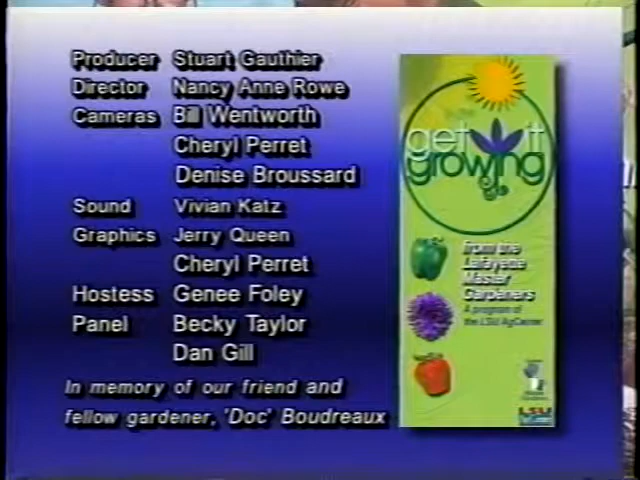 Producer Stuart Gauthier
Director Nancy Anne Rowe
Cameras Bill Wentworth
Cheryl Perret
Denise Broussard
Sound Vivian Katz
Graphics Jerry Queen
Cheryl Perret
Hostess Genee Foley
Panel Becky Taylor
Dan Gill
In memory of our friend and
fellow gardener, 'Doc' Boudreaux
get it
growing
from the
Lafayette
Master
Gardeners
A program of
the LSU AgCenter
LSU